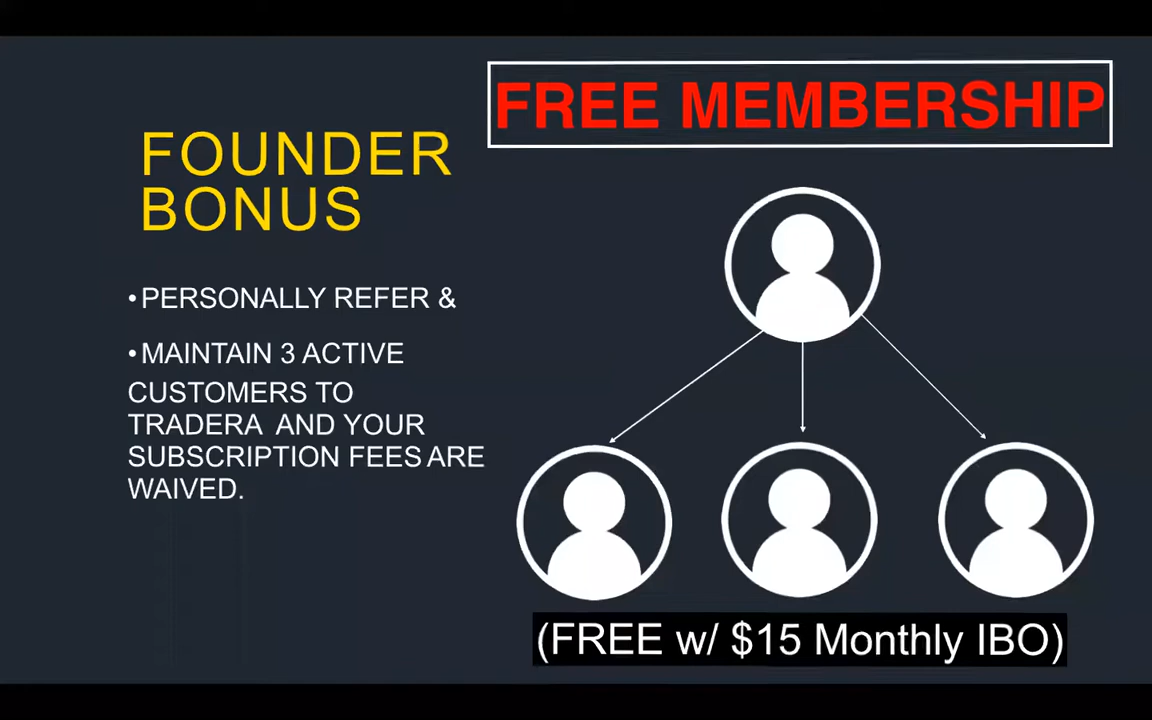 FREE MEMBERSHIP
FOUNDER
BONUS
•PERSONALLY REFER &
•MAINTAIN 3 ACTIVE
CUSTOMERS TO
TRADERA AND YOUR
SUBSCRIPTION FEES ARE
WAIVED.
(FREE w/ $15 Monthly IBO)